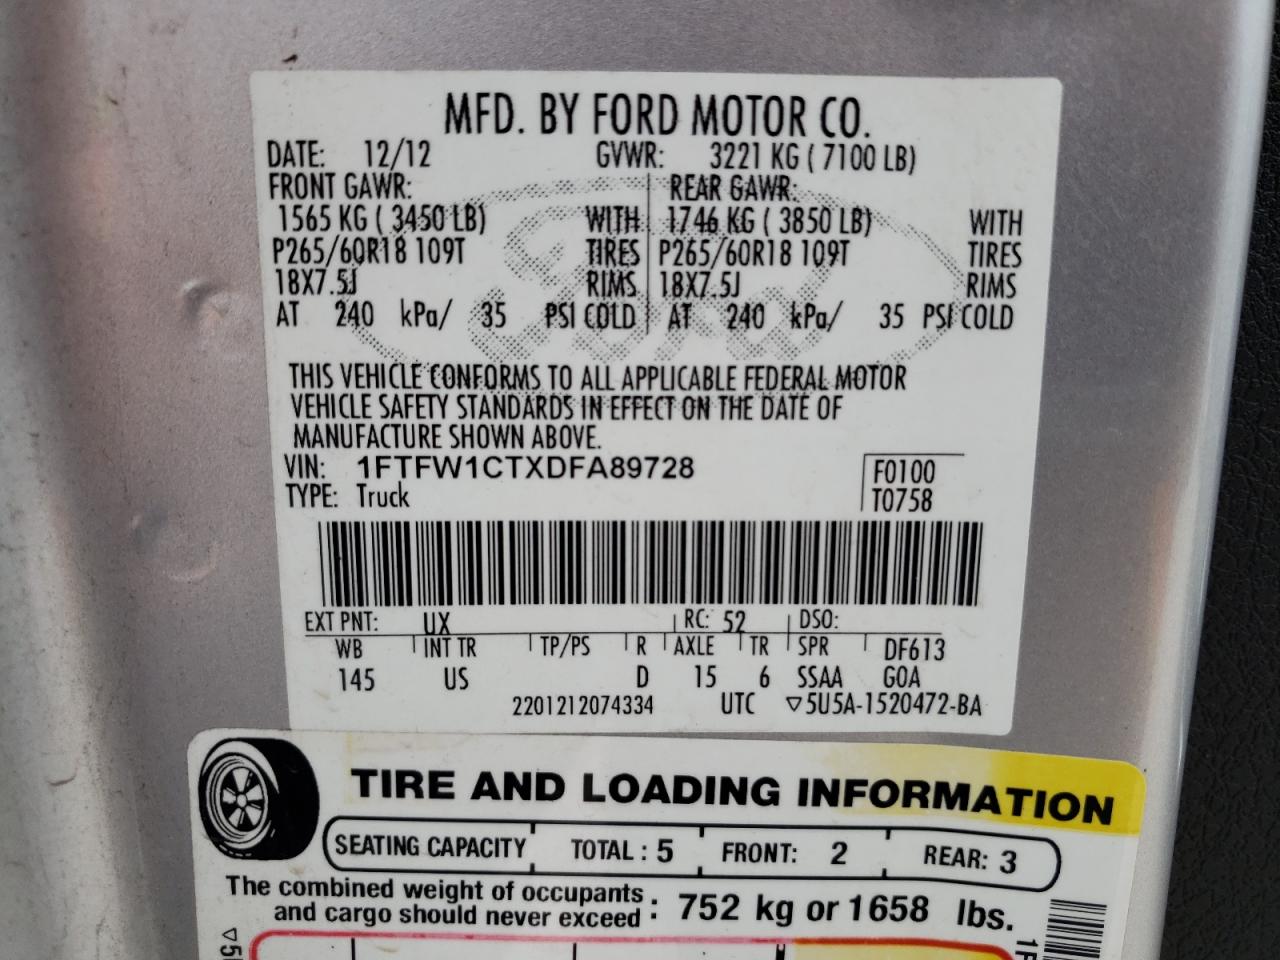 MFD. BY FORD MOTOR CO.
DATE: 12/12 GVWR: 3221 KG ( 7100 LB)
FRONT GAWR: REAR GAWR:
1565 KG ( 3450 LB) WITH 1746 KG ( 3850 LB) WITH
P265/60R18 109T TIRES P265/60R18 109T TIRES
18X7.5J RIMS 18X7.5J RIMS
AT 240 kPa/ 35 PSI COLD AT 240 kPa/ 35 PSI COLD
Ford
THIS VEHICLE CONFORMS TO ALL APPLICABLE FEDERAL MOTOR
VEHICLE SAFETY STANDARDS IN EFFECT ON THE DATE OF
MANUFACTURE SHOWN ABOVE.
VIN: 1FTFW1CTXDFA89728 F0100
TYPE: Truck T0758
EXT PNT: UX RC: 52 DSO:
WB INT TR TP/PS R AXLE TR SPR DF613
145 US D 15 6 SSAA GOA
2201212074334 UTC ▽5U5A-1520472-BA
TIRE AND LOADING INFORMATION
SEATING CAPACITY TOTAL : 5 FRONT: 2 REAR: 3
The combined weight of occupants
and cargo should never exceed : 752 kg or 1658 lbs.